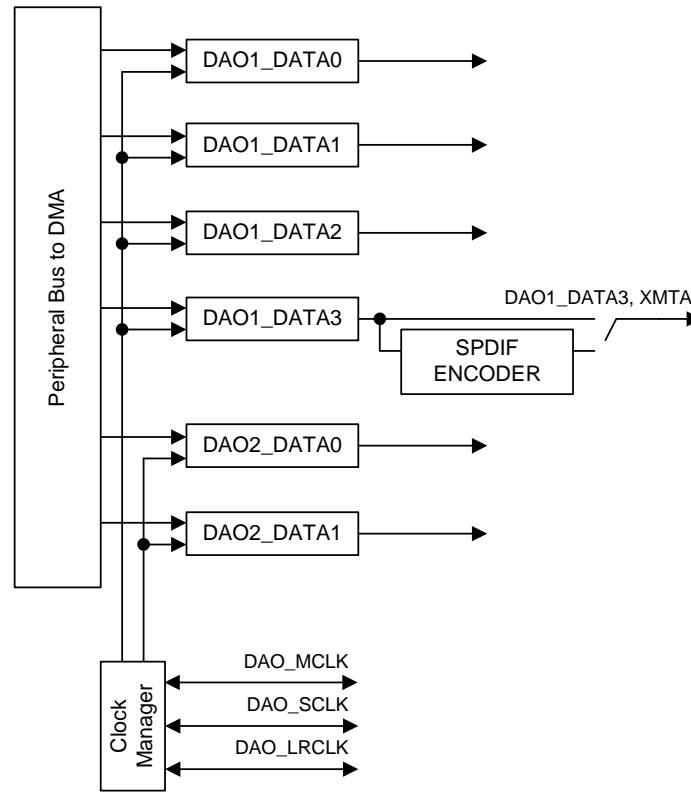 DAO1_DATA0
DAO1_DATA1
DAO1_DATA2
DAO1_DATA3
DAO1_DATA3, XMTA
SPDIF
ENCODER
Peripheral Bus to DMA
DAO2_DATA0
DAO2_DATA1
DAO_MCLK
DAO_SCLK
DAO_LRCLK
Clock
Manager